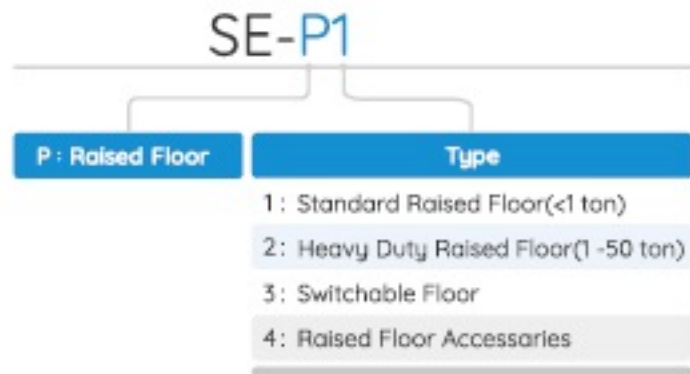 SE-P1
P : Raised Floor
Type
1 : Standard Raised Floor(<1 ton)
2 : Heavy Duty Raised Floor(1 -50 ton)
3 : Switchable Floor
4 : Raised Floor Accessaries